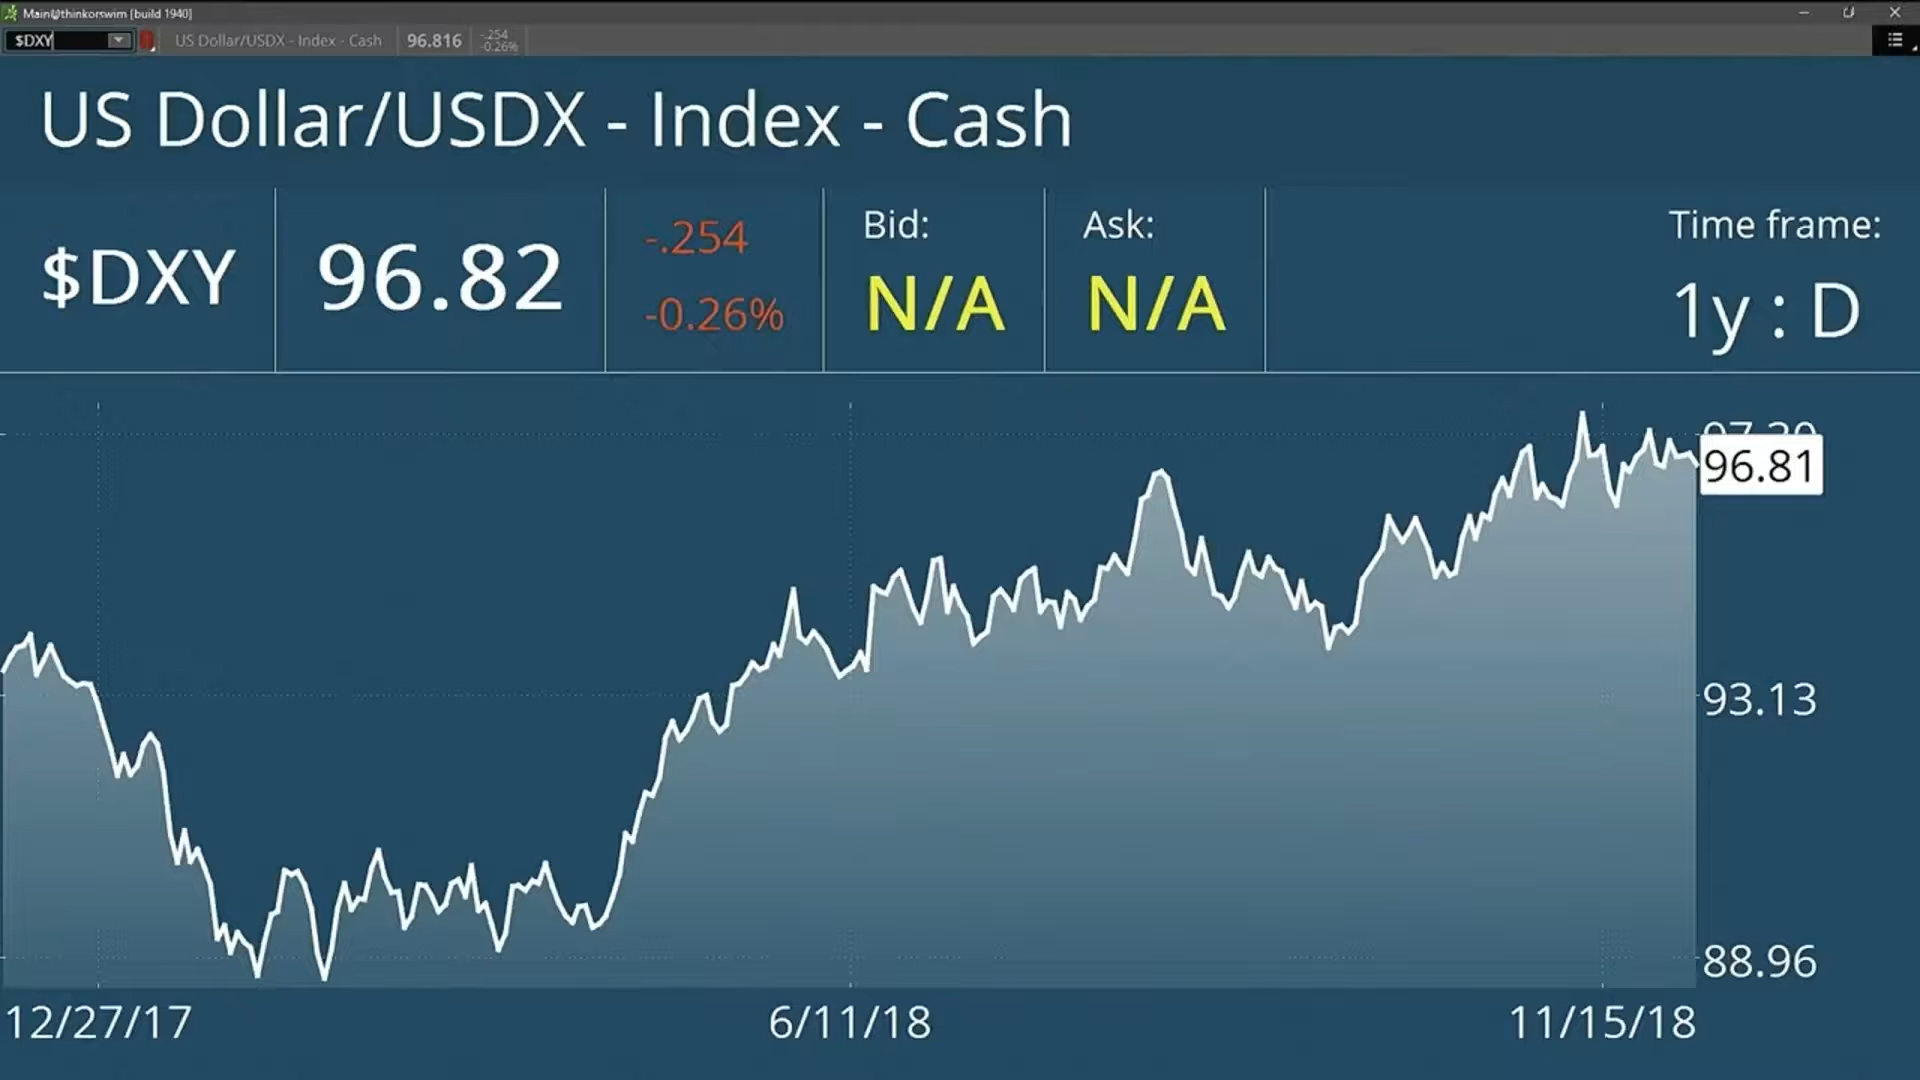 Main@thinkorswim [build 1940]
$DXY
US Dollar/USDX - Index - Cash
96.816
-.254
-0.26%
US Dollar/USDX - Index - Cash
$DXY
96.82
-.254
-0.26%
Bid:
N/A
Ask:
N/A
Time frame:
1y : D
96.81
93.13
88.96
12/27/17
6/11/18
11/15/18